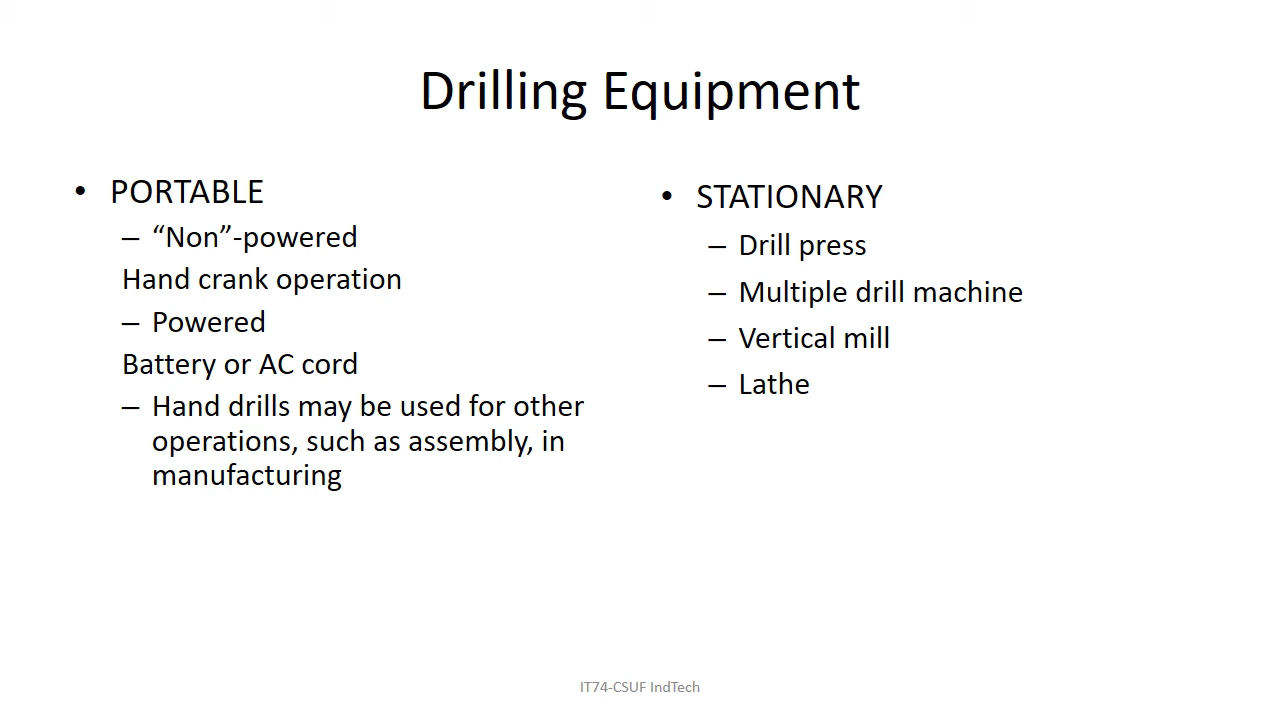 Drilling Equipment
• PORTABLE
– “Non”-powered
Hand crank operation
– Powered
Battery or AC cord
– Hand drills may be used for other
operations, such as assembly, in
manufacturing
• STATIONARY
– Drill press
– Multiple drill machine
– Vertical mill
– Lathe
IT74-CSUF IndTech